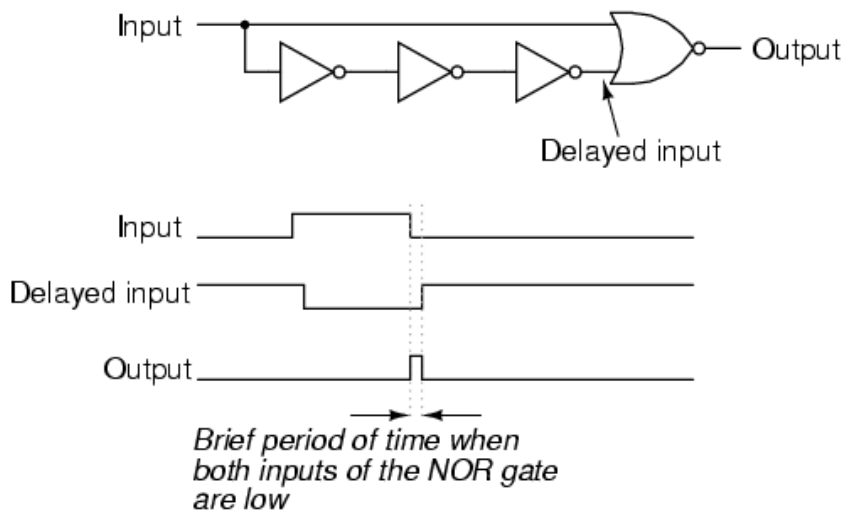 Input
Output
Delayed input
Input
Delayed input
Output
Brief period of time when
both inputs of the NOR gate
are low